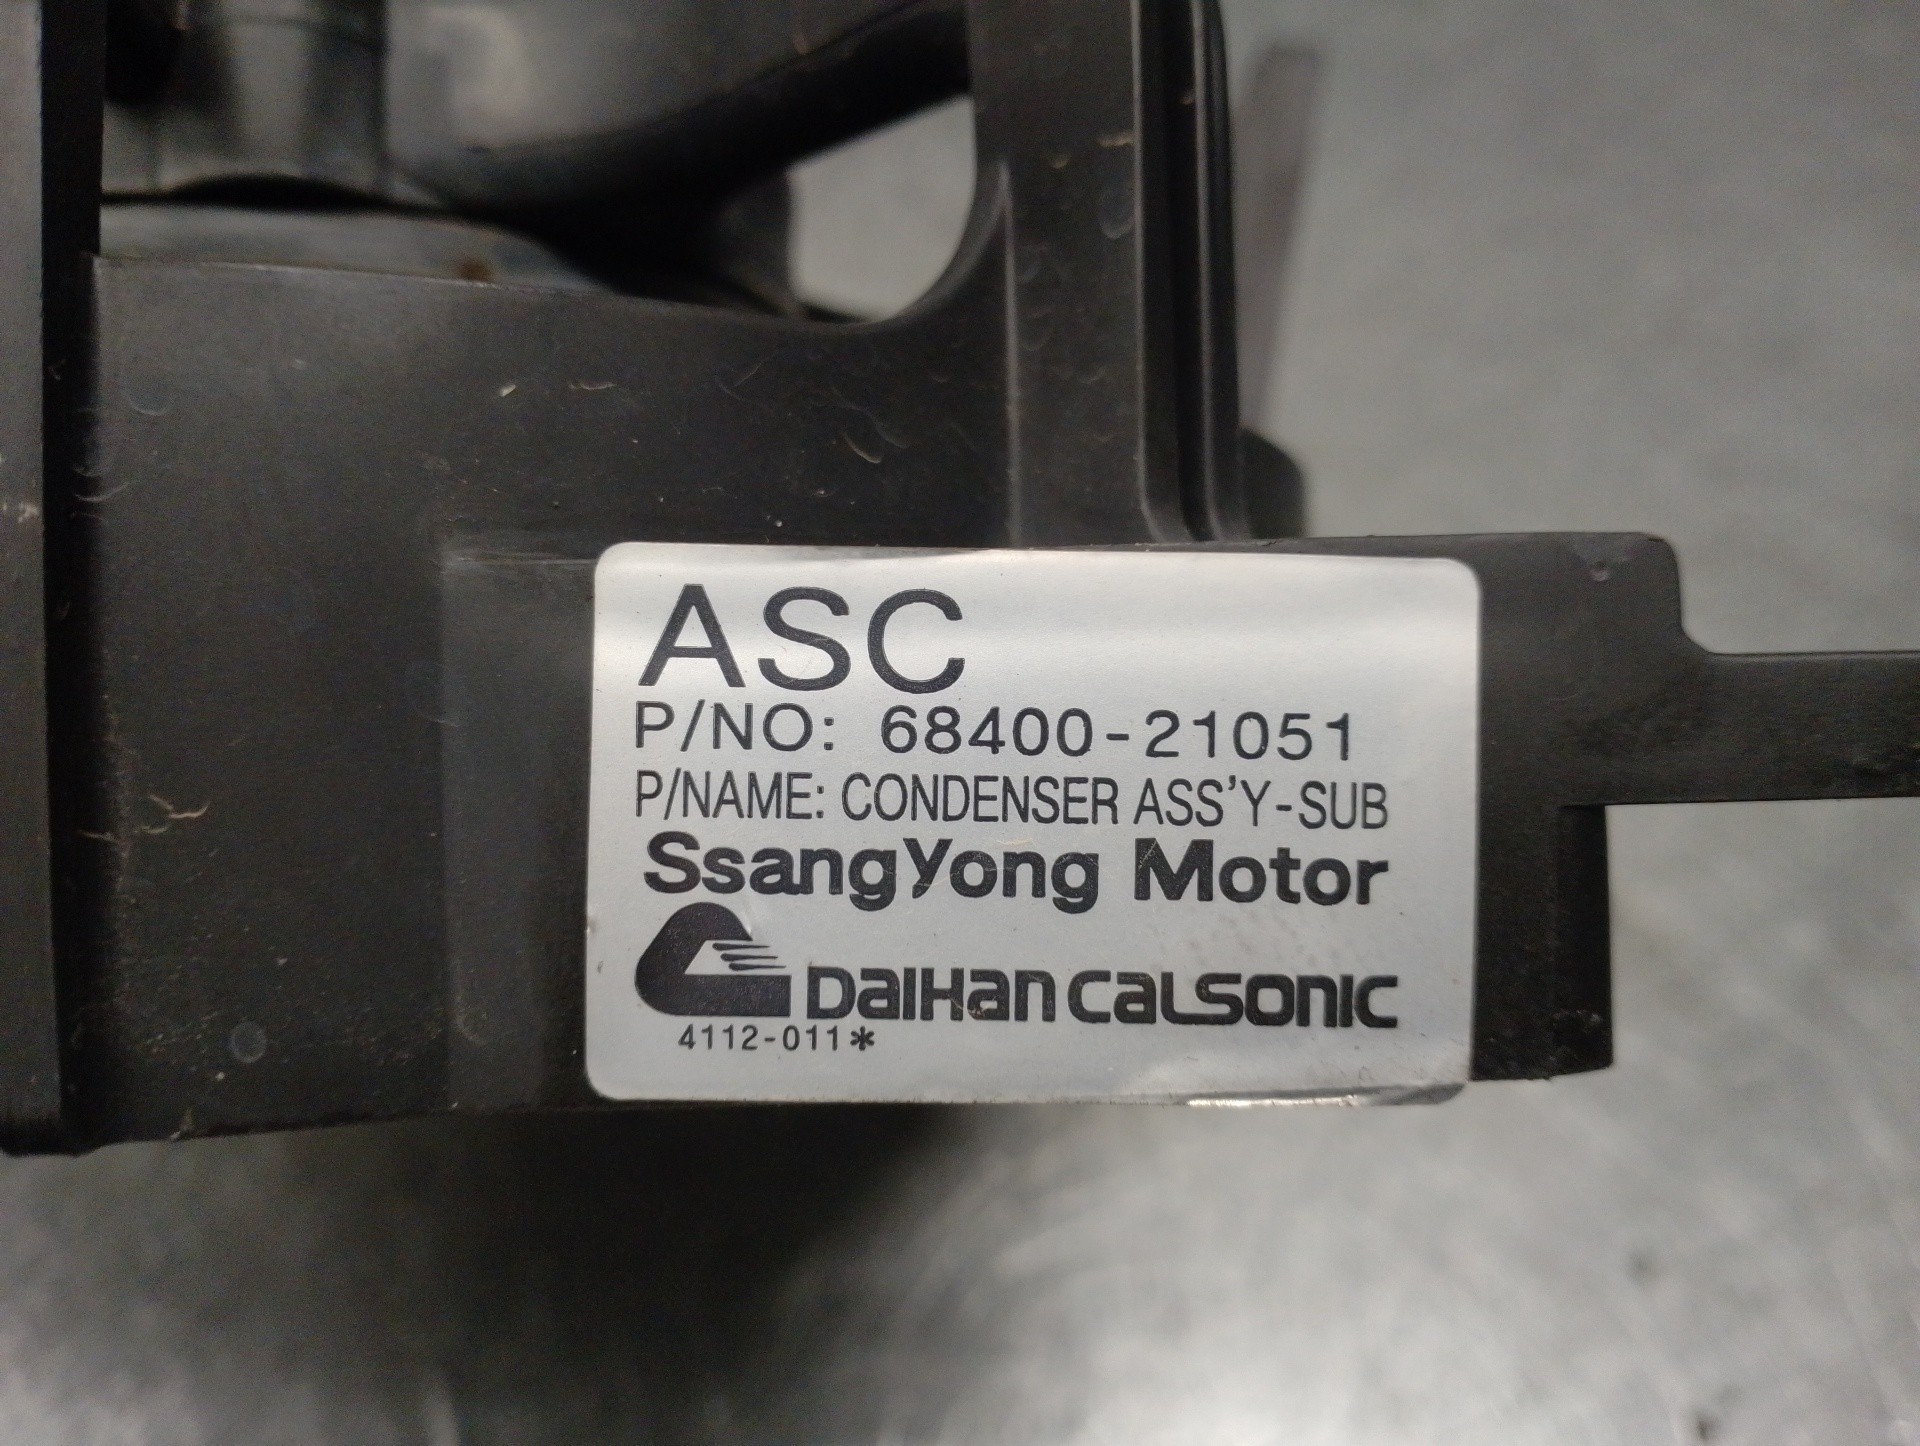 ASC
P/NO: 68400-21051
P/NAME: CONDENSER ASS'Y-SUB
SsangYong Motor
DAIHAN CALSONIC
4112-011*